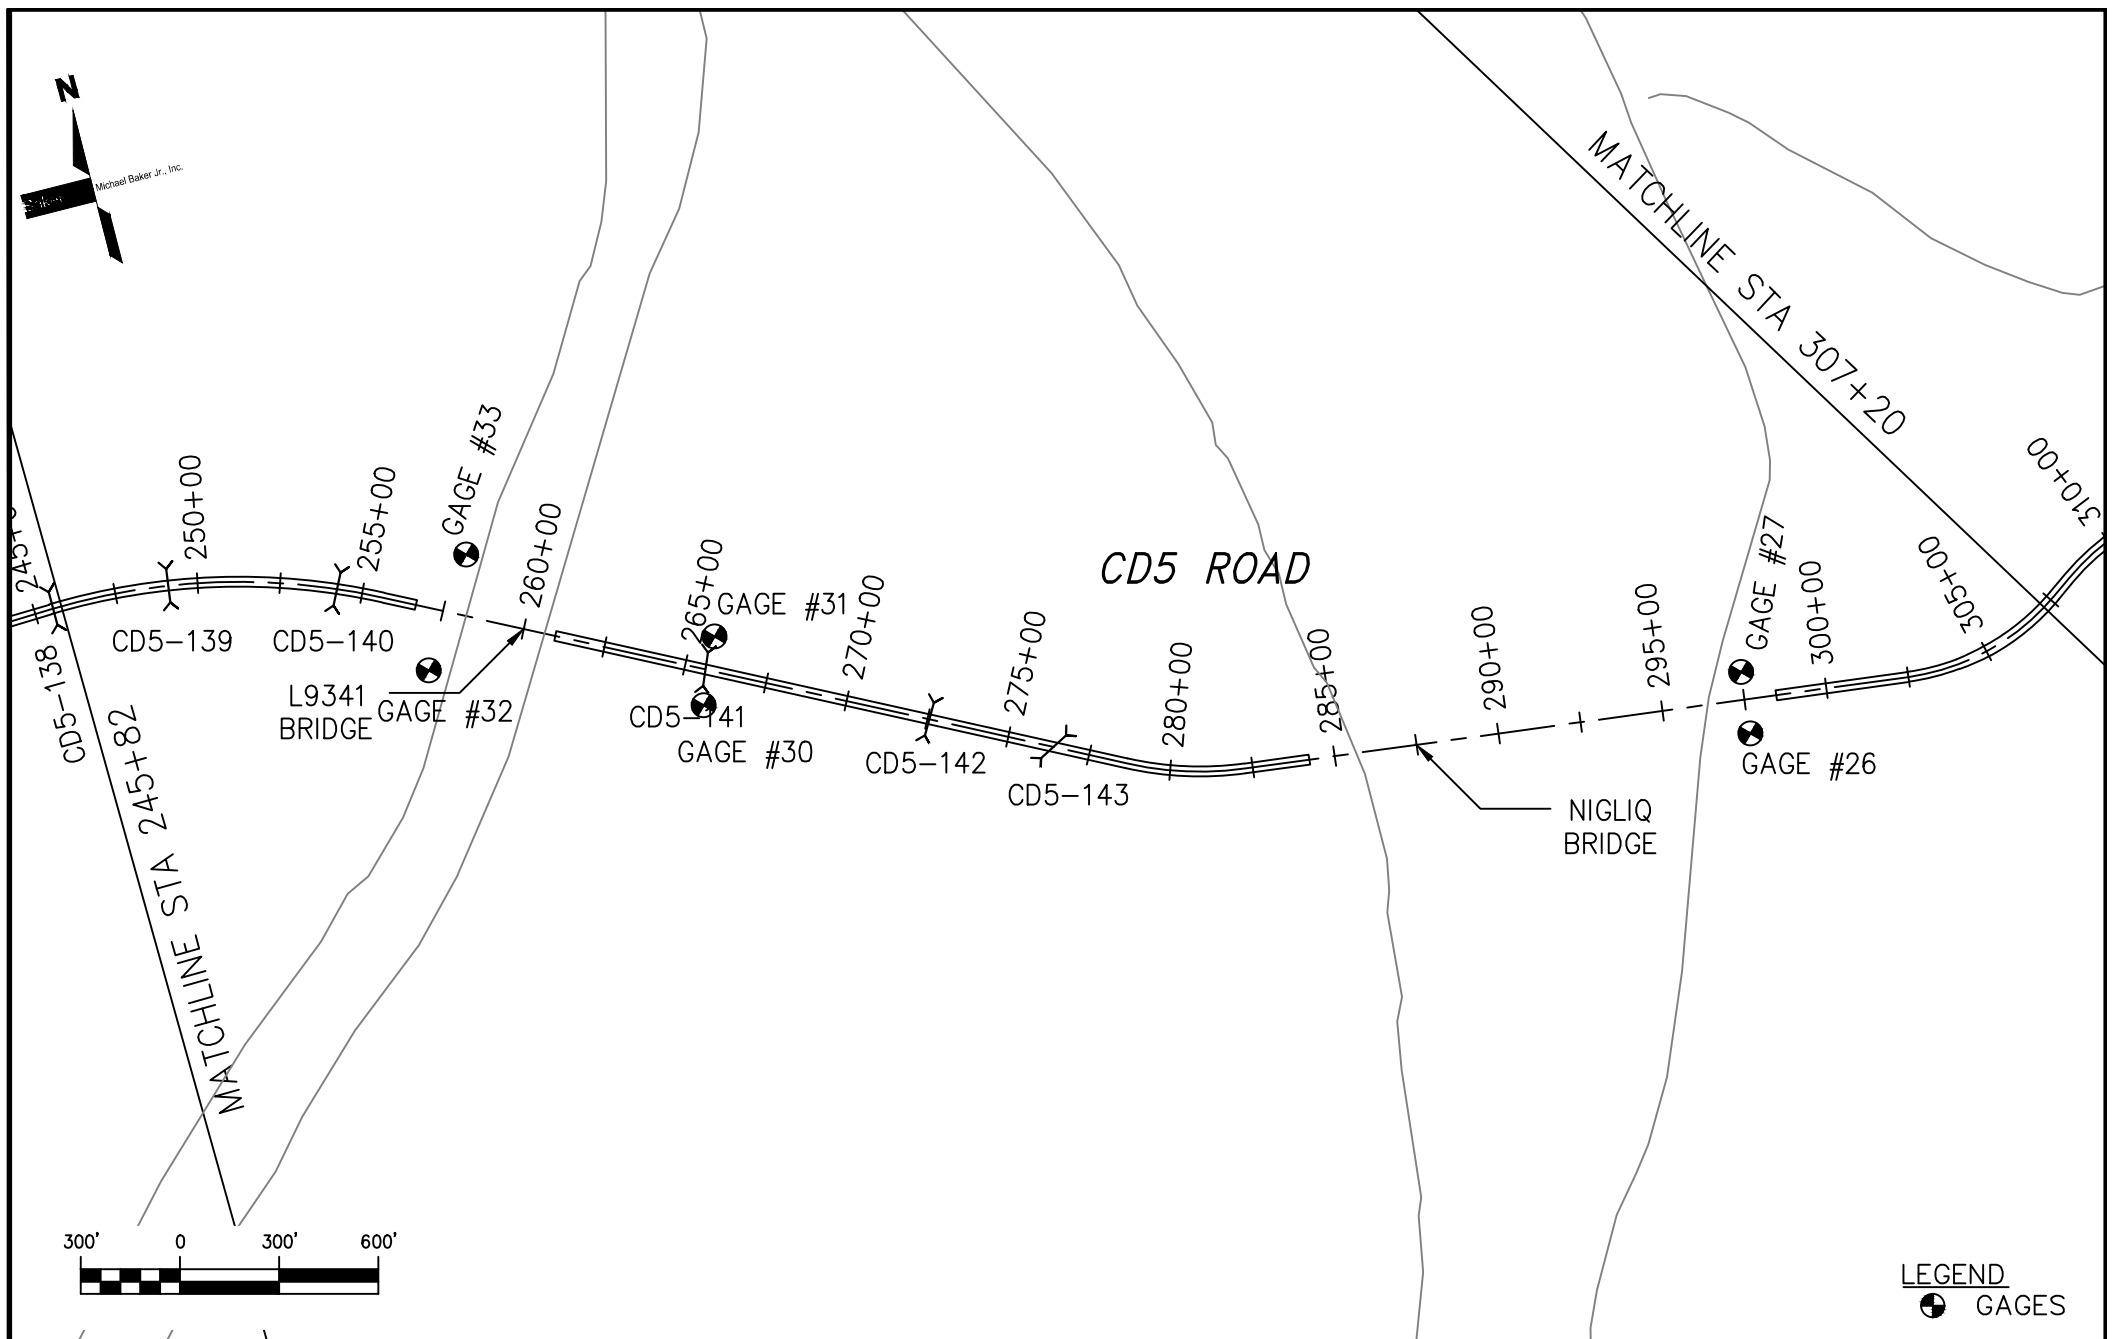 N
Michael Baker Jr., Inc.
MATCHLINE STA 307+20
GAGE #33
245+
250+00
255+00
260+00
265+00
270+00
275+00
280+00
285+00
290+00
295+00
300+00
305+00
310+00
CD5 ROAD
GAGE #27
GAGE #31
CD5-138
CD5-139
CD5-140
L9341
BRIDGE
GAGE #32
CD5-141
GAGE #30
CD5-142
CD5-143
GAGE #26
NIGLIQ
BRIDGE
MATCHLINE STA 245+82
300' 0 300' 600'
LEGEND
GAGES